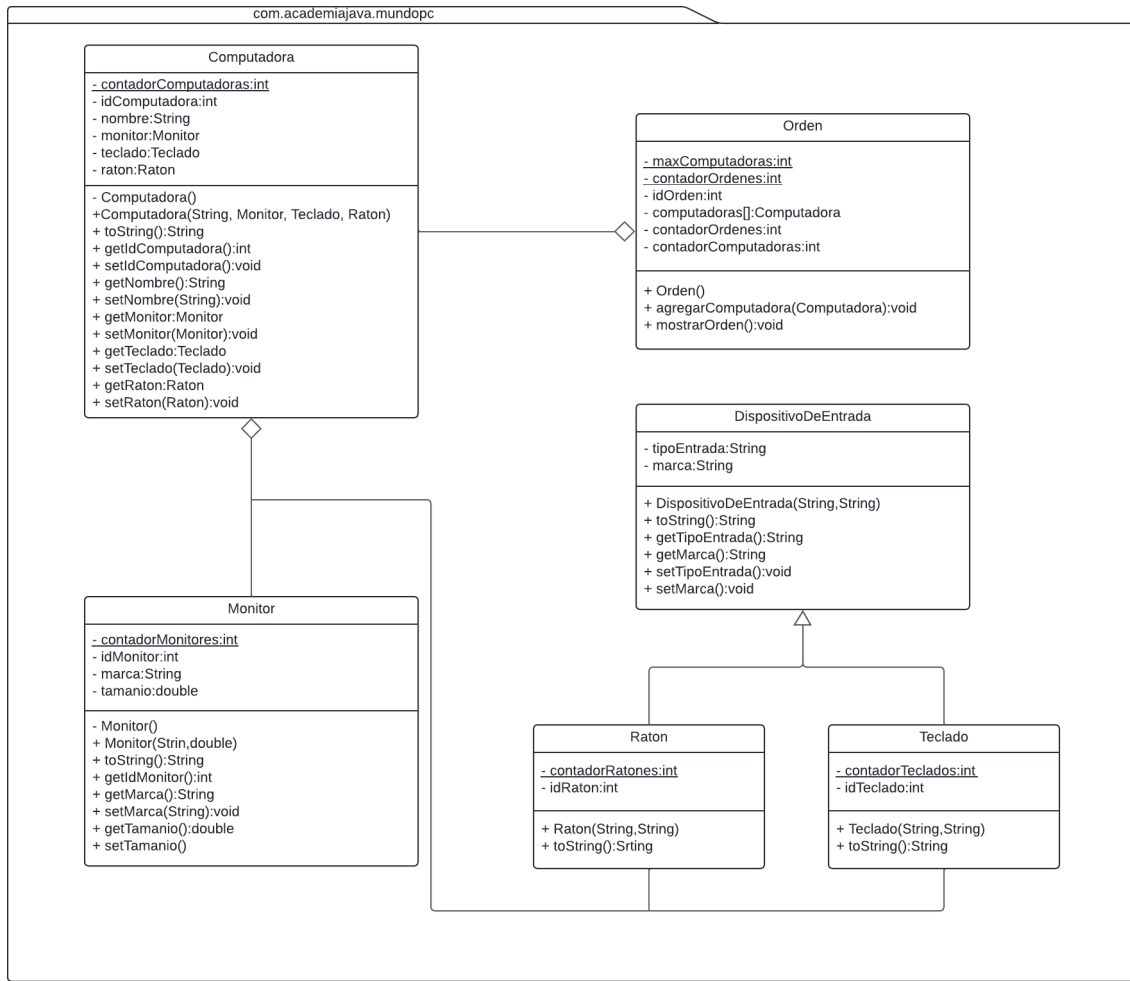 com.academiajava.mundopc
Computadora
- contadorComputadoras:int
- idComputadora:int
- nombre:String
- monitor:Monitor
- teclado:Teclado
- raton:Raton
- Computadora()
+Computadora(String, Monitor, Teclado, Raton)
+ toString():String
+ getIdComputadora():int
+ setIdComputadora():void
+ getNombre():String
+ setNombre(String):void
+ getMonitor:Monitor
+ setMonitor(Monitor):void
+ getTeclado:Teclado
+ setTeclado(Teclado):void
+ getRaton:Raton
+ setRaton(Raton):void
Orden
- maxComputadoras:int
- contadorOrdenes:int
- idOrden:int
- computadoras[]:Computadora
- contadorOrdenes:int
- contadorComputadoras:int
+ Orden()
+ agregarComputadora(Computadora):void
+ mostrarOrden():void
DispositivoDeEntrada
- tipoEntrada:String
- marca:String
+ DispositivoDeEntrada(String,String)
+ toString():String
+ getTipoEntrada():String
+ getMarca():String
+ setTipoEntrada():void
+ setMarca():void
Monitor
- contadorMonitores:int
- idMonitor:int
- marca:String
- tamanio:double
- Monitor()
+ Monitor(Strin,double)
+ toString():String
+ getIdMonitor():int
+ getMarca():String
+ setMarca(String):void
+ getTamanio():double
+ setTamanio()
Raton
- contadorRatones:int
- idRaton:int
+ Raton(String,String)
+ toString():Srting
Teclado
- contadorTeclados:int
- idTeclado:int
+ Teclado(String,String)
+ toString():String